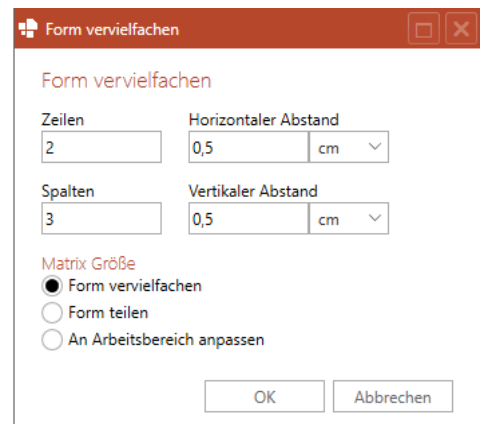 Form vervielfachen
Form vervielfachen
Zeilen Horizontaler Abstand
2 0,5 cm
Spalten Vertikaler Abstand
3 0,5 cm
Matrix Größe
Form vervielfachen
Form teilen
An Arbeitsbereich anpassen
OK Abbrechen